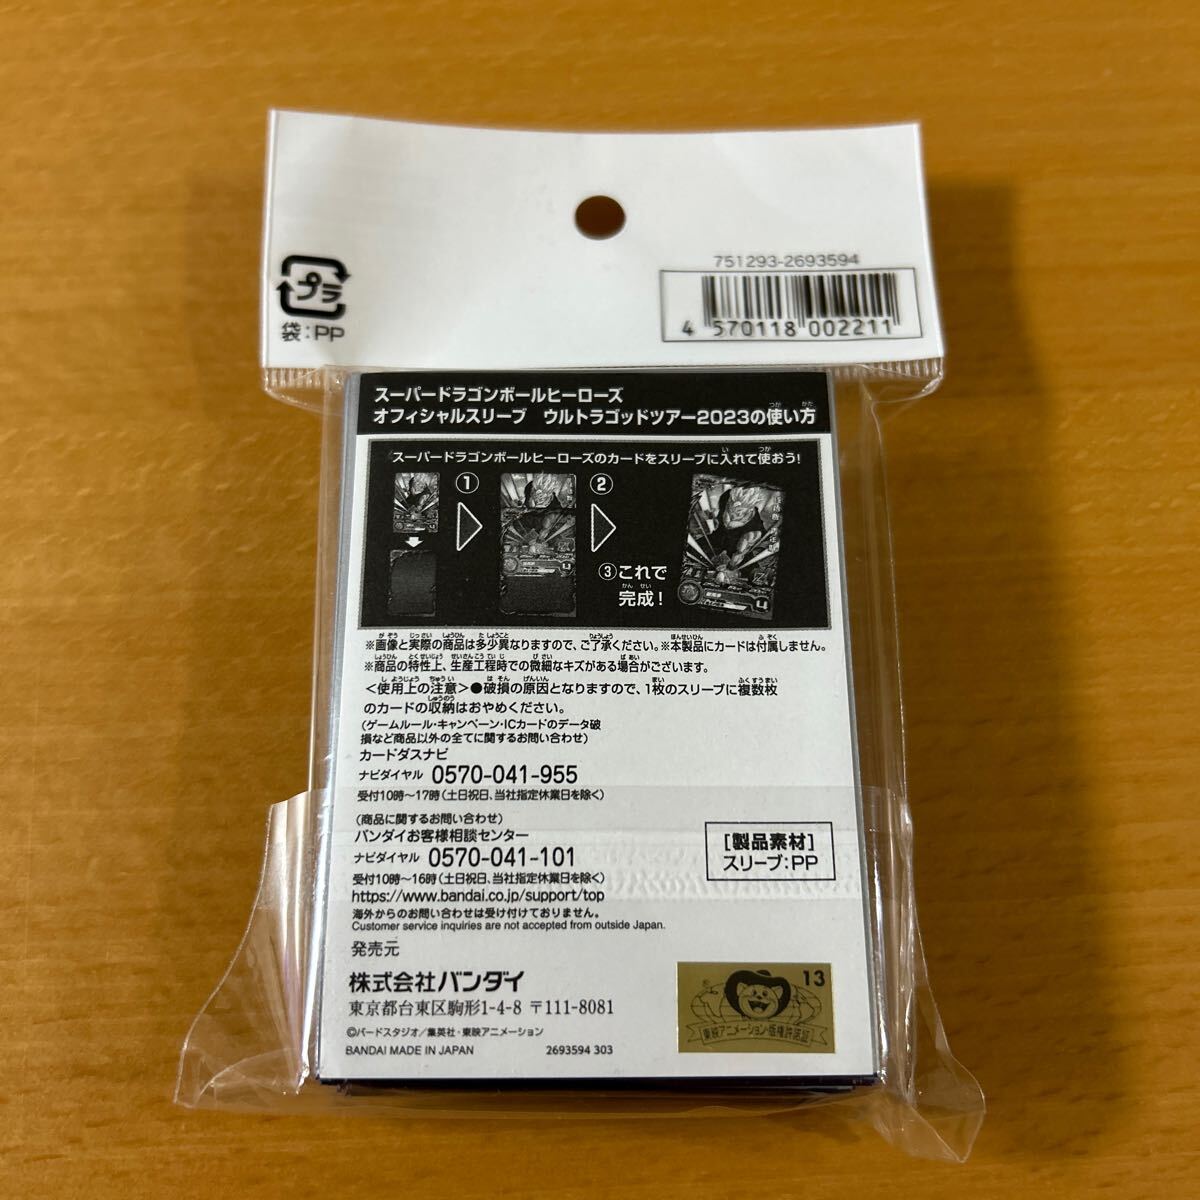 751293-2693594
4 570118 002211
プラ
袋:PP
スーパードラゴンボールヒーローズ
オフィシャルスリーブ ウルトラゴッドツアー2023の使い方
スーパードラゴンボールヒーローズのカードをスリーブに入れて使おう!
①
②
③これで
完成!
※画像と実際の商品は多少異なりますので、ご了承ください。※本製品にカードは付属しません。
※商品の特性上、生産工程時での微細なキズがある場合がございます。
<使用上の注意>●破損の原因となりますので、1枚のスリーブに複数枚
のカードの収納はおやめください。
(ゲームルール・キャンペーン・ICカードのデータ破
損など商品以外の全てに関するお問い合わせ)
カードダスナビ
ナビダイヤル 0570-041-955
受付10時〜17時(土日祝日、当社指定休業日を除く)
(商品に関するお問い合わせ)
バンダイお客様相談センター
ナビダイヤル 0570-041-101
受付10時〜16時(土日祝日、当社指定休業日を除く)
https://www.bandai.co.jp/support/top
海外からのお問い合わせは受け付けておりません。
Customer service inquiries are not accepted from outside Japan.
[製品素材]
スリーブ:PP
発売元
株式会社バンダイ
東京都台東区駒形1-4-8 〒111-8081
©バードスタジオ/集英社・東映アニメーション
BANDAI MADE IN JAPAN 2693594 303
13
東映アニメーション・版権許諾証